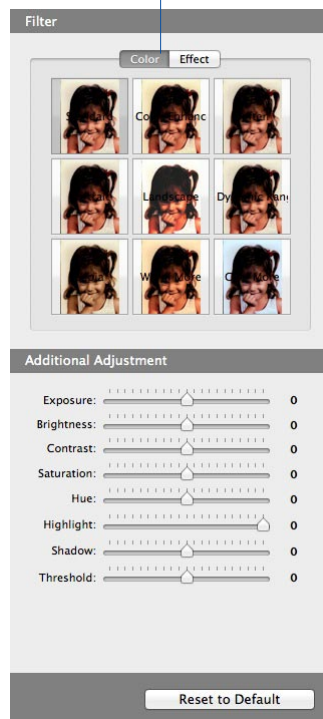 Filter
Color Effect
Landscape
Additional Adjustment
Exposure: 0
Brightness: 0
Contrast: 0
Saturation: 0
Hue: 0
Highlight: 0
Shadow: 0
Threshold: 0
Reset to Default